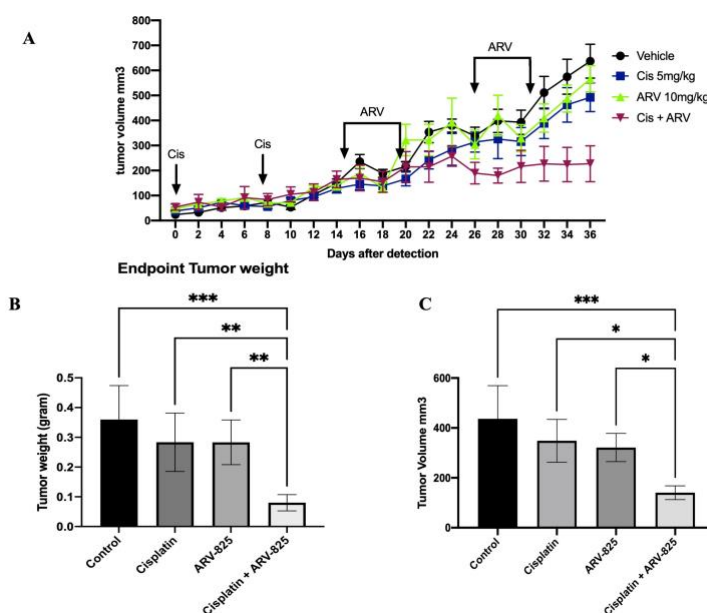 A
tumor volume mm3
800
700
600
500
400
300
200
100
0
Cis
Cis
ARV
ARV
Vehicle
Cis 5mg/kg
ARV 10mg/kg
Cis + ARV
0 2 4 6 8 10 12 14 16 18 20 22 24 26 28 30 32 34 36
Days after detection
Endpoint Tumor weight
B
***
**
**
Tumor weight (gram)
0.5
0.4
0.3
0.2
0.1
0.0
Control
Cisplatin
ARV-825
Cisplatin + ARV-825
C
***
*
*
Tumor Volume mm3
600
400
200
0
Control
Cisplatin
ARV-825
Cisplatin + ARV-825